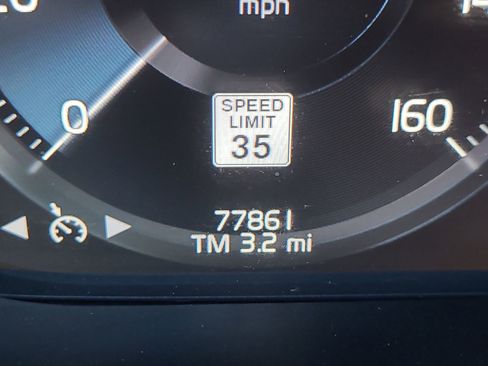 mph
0
160
SPEED
LIMIT
35
77861
TM 3.2 mi